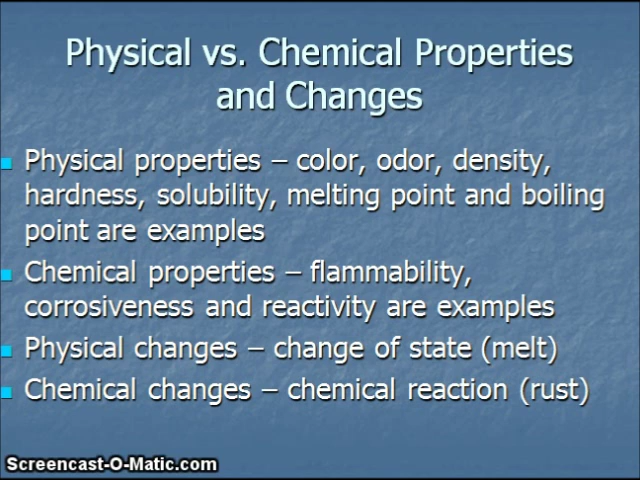 Physical vs. Chemical Properties
and Changes
Physical properties – color, odor, density,
hardness, solubility, melting point and boiling
point are examples
Chemical properties – flammability,
corrosiveness and reactivity are examples
Physical changes – change of state (melt)
Chemical changes – chemical reaction (rust)
Screencast-O-Matic.com